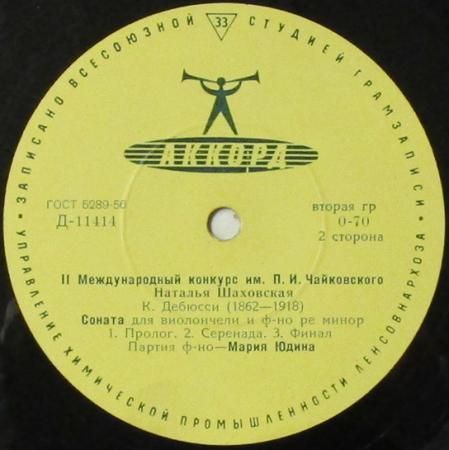 ЗАПИСАНО ВСЕСОЮЗНОЙ СТУДИЕЙ ГРАМЗАПИСИ
33
АККОРД
ГОСТ 5289-56
Д-11414
вторая гр
0-70
2 сторона
II Международный конкурс им. П. И. Чайковского
Наталья Шаховская
К. Дебюсси (1862—1918)
Соната для виолончели и ф-но ре минор
1. Пролог. 2. Серенада. 3. Финал
Партия ф-но—Мария Юдина
УПРАВЛЕНИЕ ХИМИЧЕСКОЙ ПРОМЫШЛЕННОСТИ ЛЕНСОВНАРХОЗА